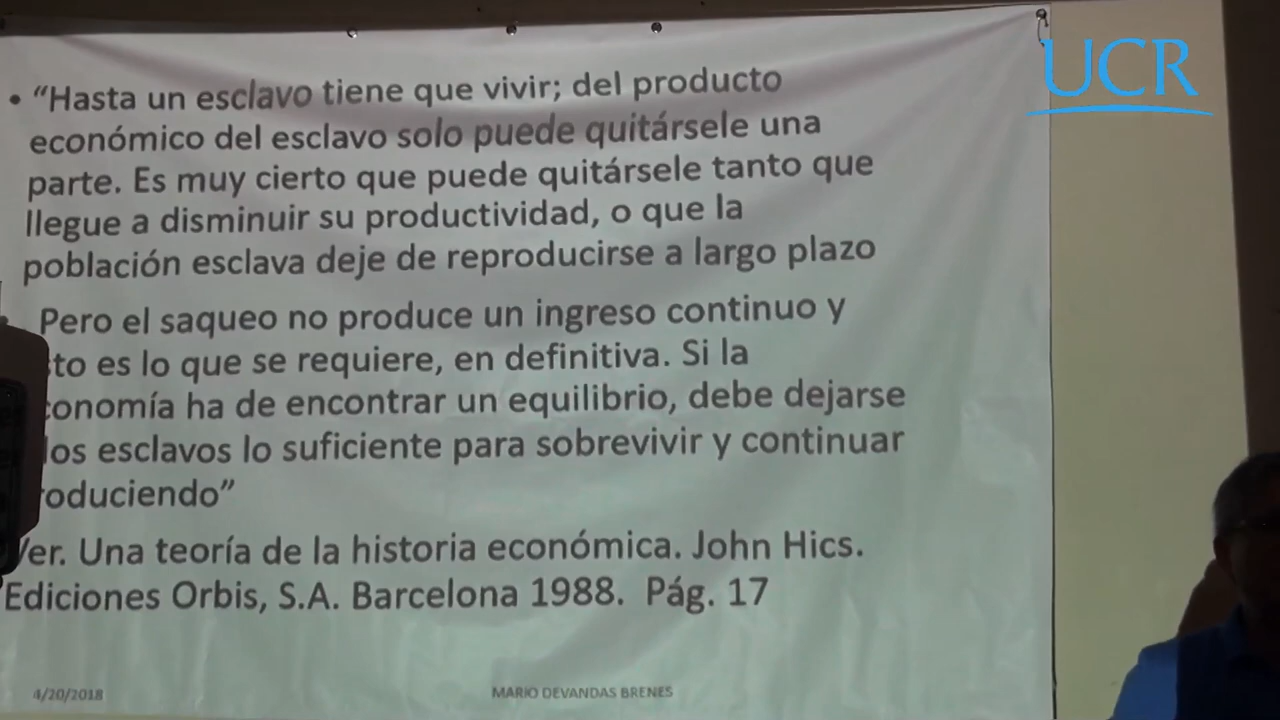 UCR
• “Hasta un esclavo tiene que vivir; del producto
económico del esclavo solo puede quitársele una
parte. Es muy cierto que puede quitársele tanto que
llegue a disminuir su productividad, o que la
población esclava deje de reproducirse a largo plazo
Pero el saqueo no produce un ingreso continuo y
to es lo que se requiere, en definitiva. Si la
conomía ha de encontrar un equilibrio, debe dejarse
los esclavos lo suficiente para sobrevivir y continuar
roduciendo”
Ver. Una teoría de la historia económica. John Hics.
Ediciones Orbis, S.A. Barcelona 1988. Pág. 17
4/20/2018
MARIO DEVANDAS BRENES